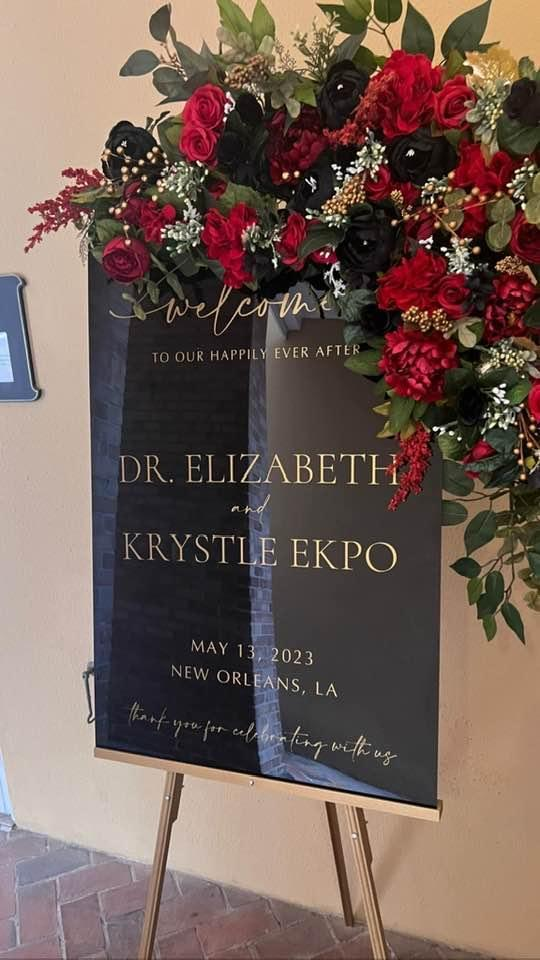 welcome
TO OUR HAPPILY EVER AFTER
DR. ELIZABETH
and
KRYSTLE EKPO
MAY 13, 2023
NEW ORLEANS, LA
thank you for celebrating with us